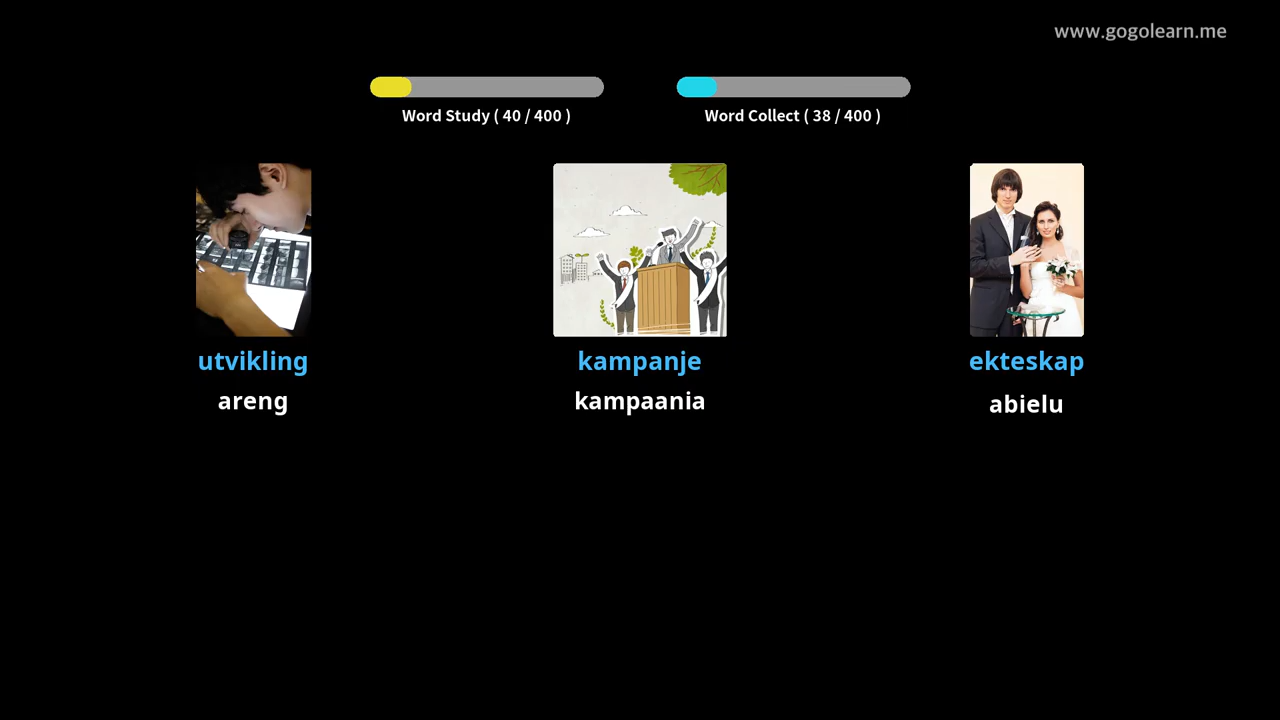 www.gogolearn.me
Word Study ( 40 / 400 )
Word Collect ( 38 / 400 )
utvikling
areng
kampanje
kampaania
ekteskap
abielu